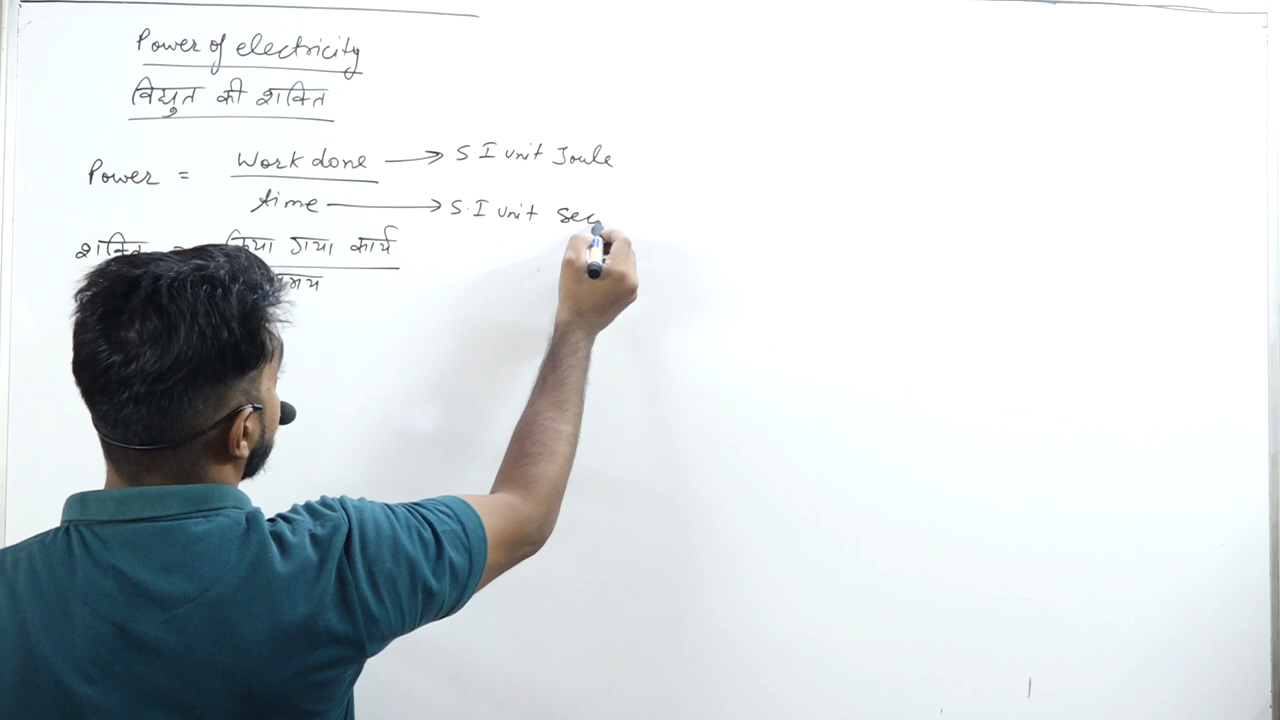 Power of electricity
विद्युत की शक्ति
Power = Work done → S.I unit Joule
time → S.I unit Sec
शक्ति = किया गया कार्य
समय